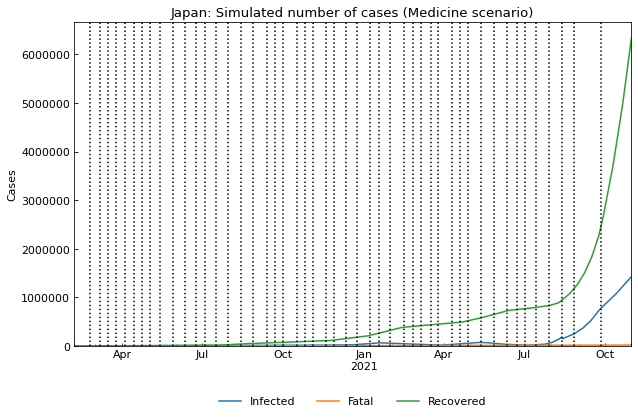 Japan: Simulated number of cases (Medicine scenario)
Cases
6000000
5000000
4000000
3000000
2000000
1000000
0
Apr Jul Oct Jan Apr Jul Oct
2021
Infected Fatal Recovered